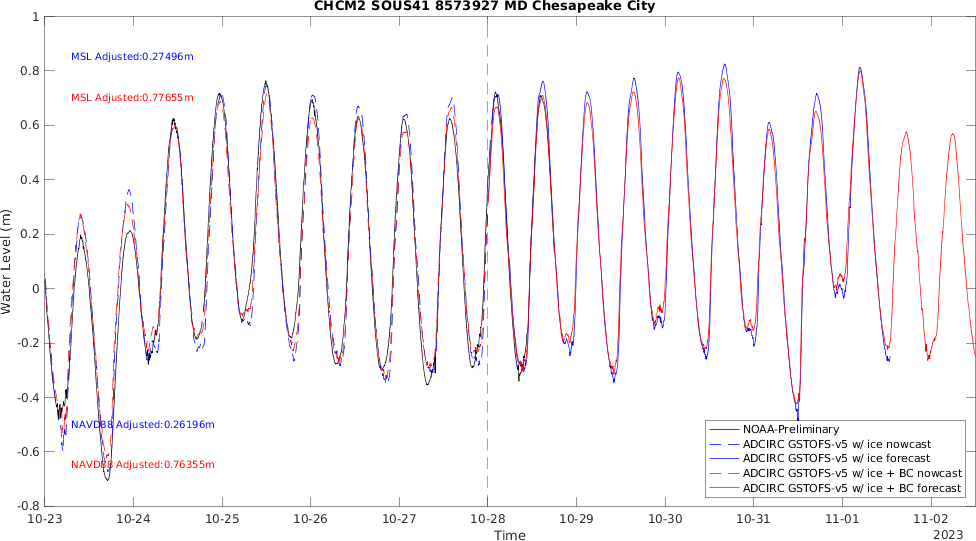 CHCM2 SOUS41 8573927 MD Chesapeake City
MSL Adjusted:0.27496m
MSL Adjusted:0.77655m
NAVD88 Adjusted:0.26196m
NAVD88 Adjusted:0.76355m
Water Level (m)
1
0.8
0.6
0.4
0.2
0
-0.2
-0.4
-0.6
-0.8
NOAA-Preliminary
ADCIRC GSTOFS-v5 w/ ice nowcast
ADCIRC GSTOFS-v5 w/ ice forecast
ADCIRC GSTOFS-v5 w/ ice + BC nowcast
ADCIRC GSTOFS-v5 w/ ice + BC forecast
10-23 10-24 10-25 10-26 10-27 10-28 10-29 10-30 10-31 11-01 11-02
Time
2023